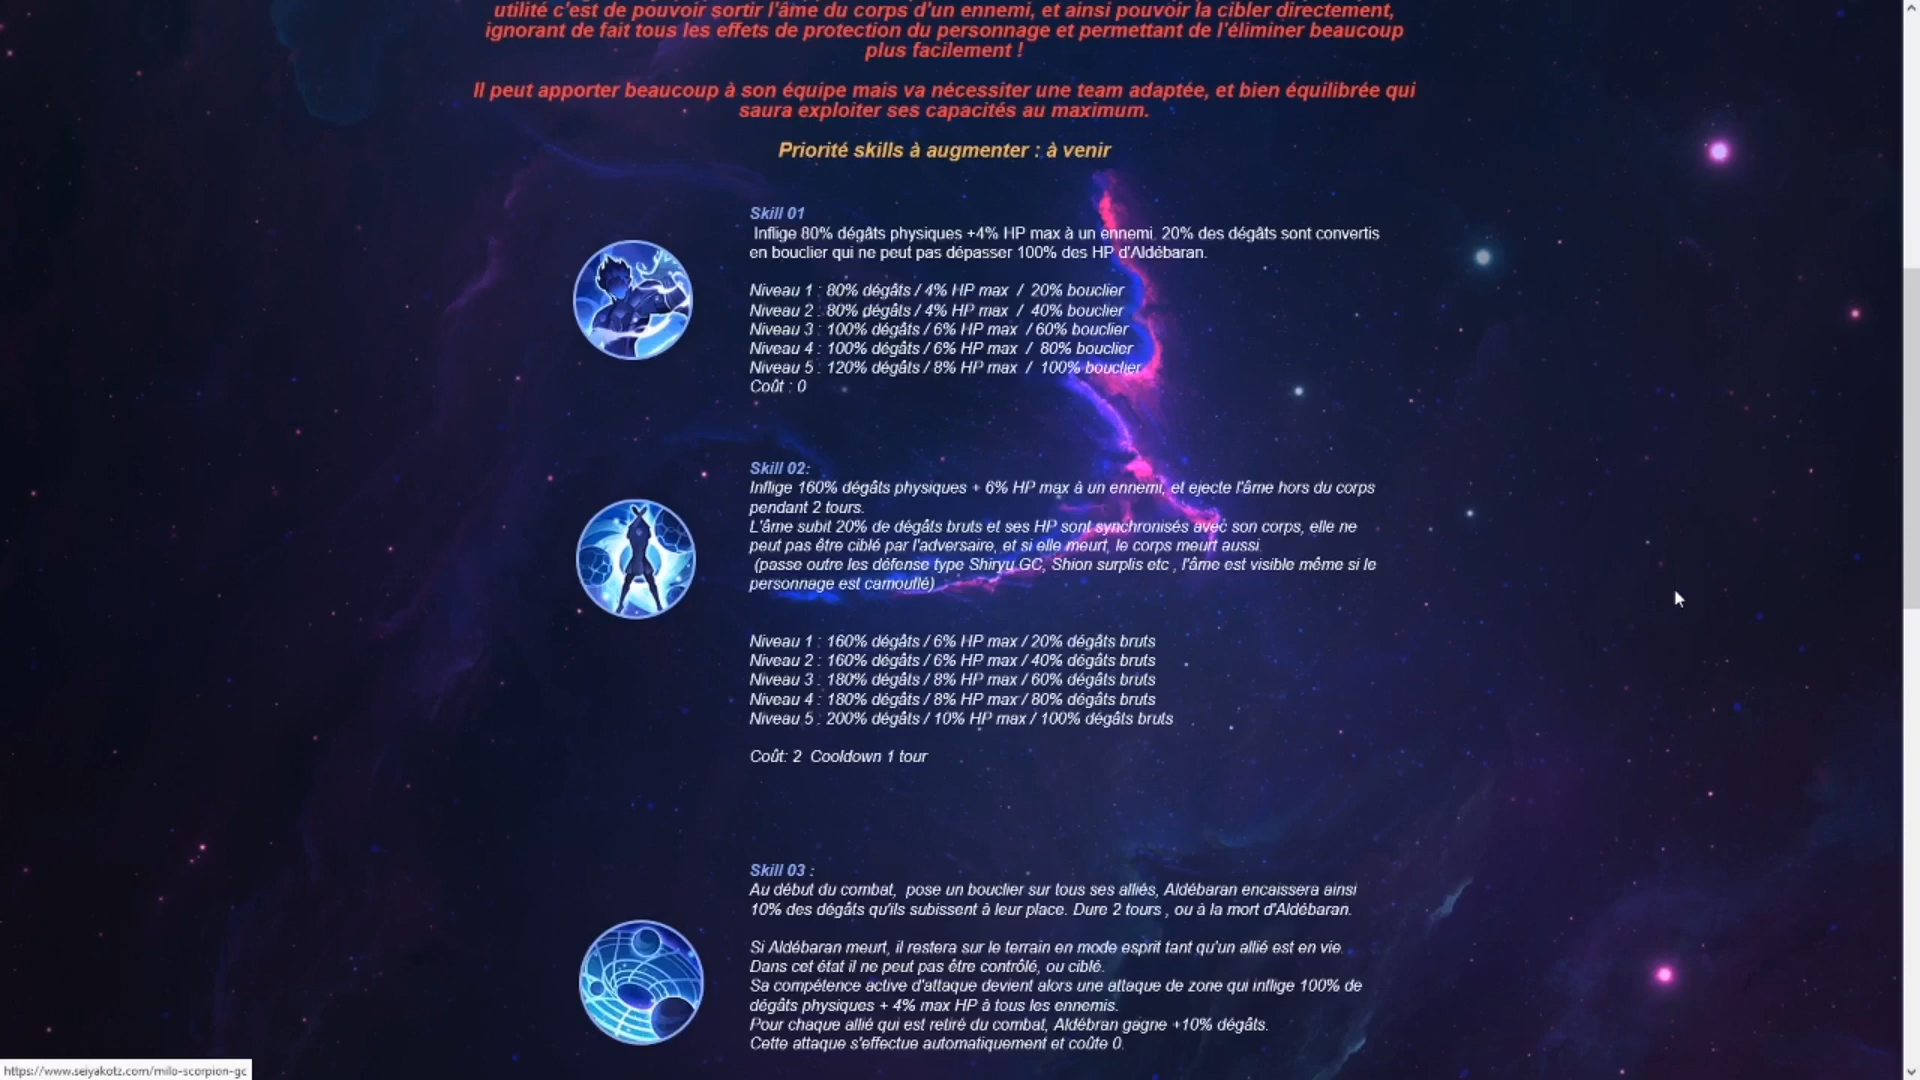 utilité c'est de pouvoir sortir l'âme du corps d'un ennemi, et ainsi pouvoir la cibler directement,
ignorant de fait tous les effets de protection du personnage et permettant de l'éliminer beaucoup
plus facilement !
Il peut apporter beaucoup à son équipe mais va nécessiter une team adaptée, et bien équilibrée qui
saura exploiter ses capacités au maximum.
Priorité skills à augmenter : à venir
Skill 01
Inflige 80% dégâts physiques +4% HP max à un ennemi. 20% des dégâts sont convertis
en bouclier qui ne peut pas dépasser 100% des HP d'Aldébaran.
Niveau 1 : 80% dégâts / 4% HP max / 20% bouclier
Niveau 2 : 80% dégâts / 4% HP max / 40% bouclier
Niveau 3 : 100% dégâts / 6% HP max / 60% bouclier
Niveau 4 : 100% dégâts / 6% HP max / 80% bouclier
Niveau 5 : 120% dégâts / 8% HP max / 100% bouclier
Coût : 0
Skill 02:
Inflige 160% dégâts physiques + 6% HP max à un ennemi, et ejecte l'âme hors du corps
pendant 2 tours.
L'âme subit 20% de dégâts bruts et ses HP sont synchronisés avec son corps, elle ne
peut pas être ciblé par l'adversaire, et si elle meurt, le corps meurt aussi.
(passe outre les défense type Shiryu GC, Shion surplis etc , l'âme est visible même si le
personnage est camouflé)
Niveau 1 : 160% dégâts / 6% HP max / 20% dégâts bruts
Niveau 2 : 160% dégâts / 6% HP max / 40% dégâts bruts
Niveau 3 : 180% dégâts / 8% HP max / 60% dégâts bruts
Niveau 4 : 180% dégâts / 8% HP max / 80% dégâts bruts
Niveau 5 : 200% dégâts / 10% HP max / 100% dégâts bruts
Coût: 2 Cooldown 1 tour
Skill 03 :
Au début du combat, pose un bouclier sur tous ses alliés, Aldébaran encaissera ainsi
10% des dégâts qu'ils subissent à leur place. Dure 2 tours , ou à la mort d'Aldébaran.
Si Aldébaran meurt, il restera sur le terrain en mode esprit tant qu'un allié est en vie.
Dans cet état il ne peut pas être contrôlé, ou ciblé.
Sa compétence active d'attaque devient alors une attaque de zone qui inflige 100% de
dégâts physiques + 4% max HP à tous les ennemis.
Pour chaque allié qui est retiré du combat, Aldébran gagne +10% dégâts.
Cette attaque s'effectue automatiquement et coûte 0.
https://www.seiyakotz.com/milo-scorpion-gc